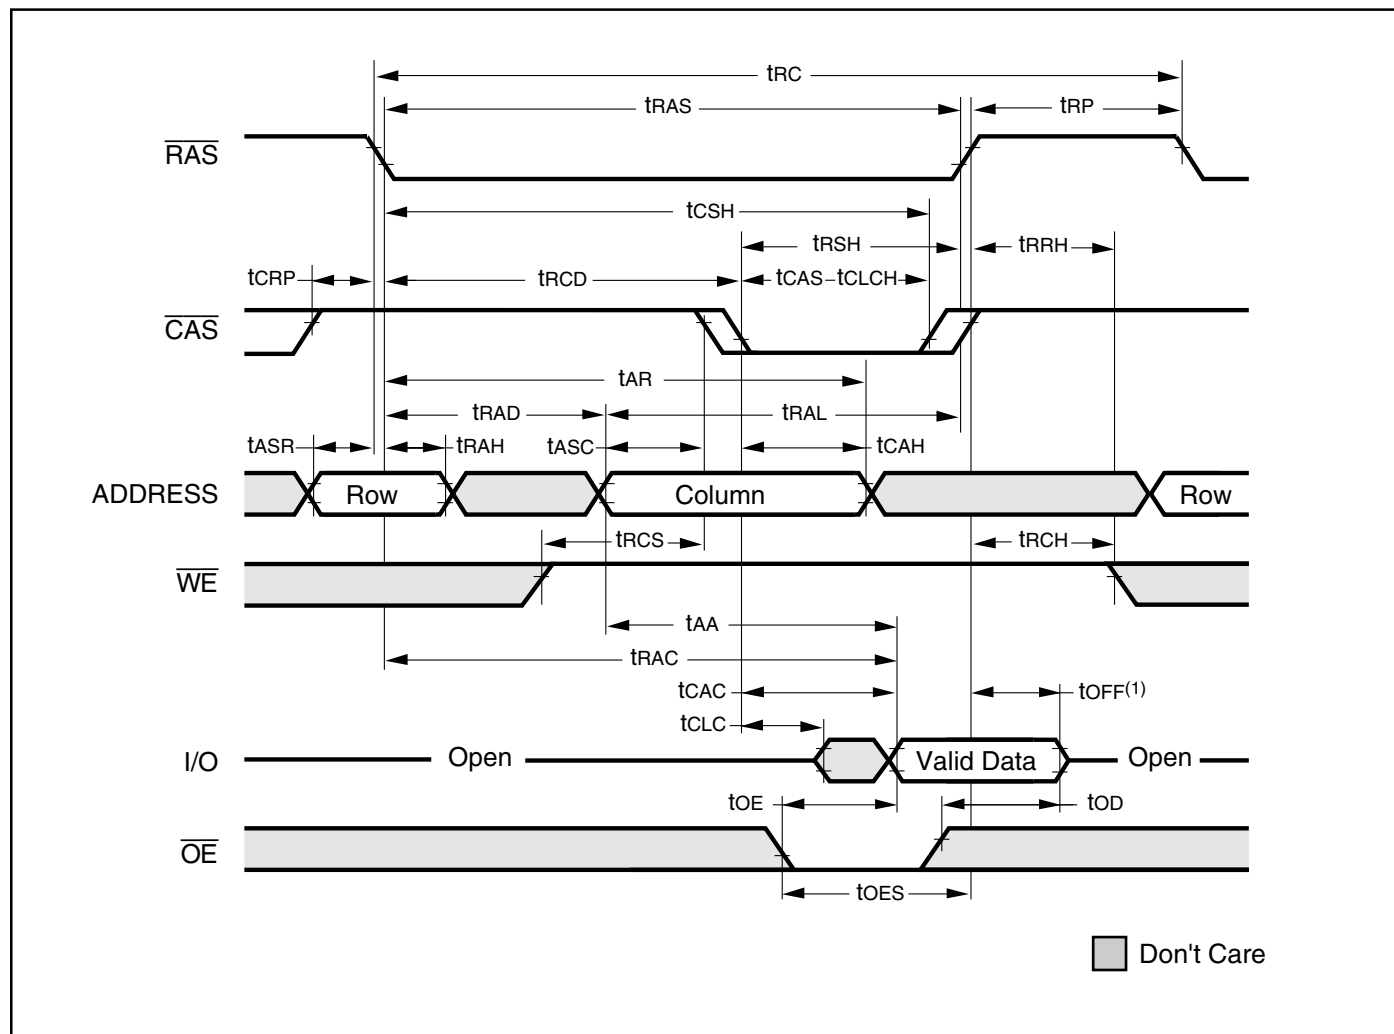 tRC
tRAS
tRP
RAS
tCSH
tRSH
tRRH
tCRP
tRCD
tCAS
tCLCH
CAS
tAR
tRAD
tRAL
tASR
tRAH
tASC
tCAH
ADDRESS
Row
Column
Row
tRCS
tRCH
WE
tAA
tRAC
tCAC
tOFF(1)
tCLC
I/O
Open
Valid Data
Open
tOE
tOD
OE
tOES
Don't Care